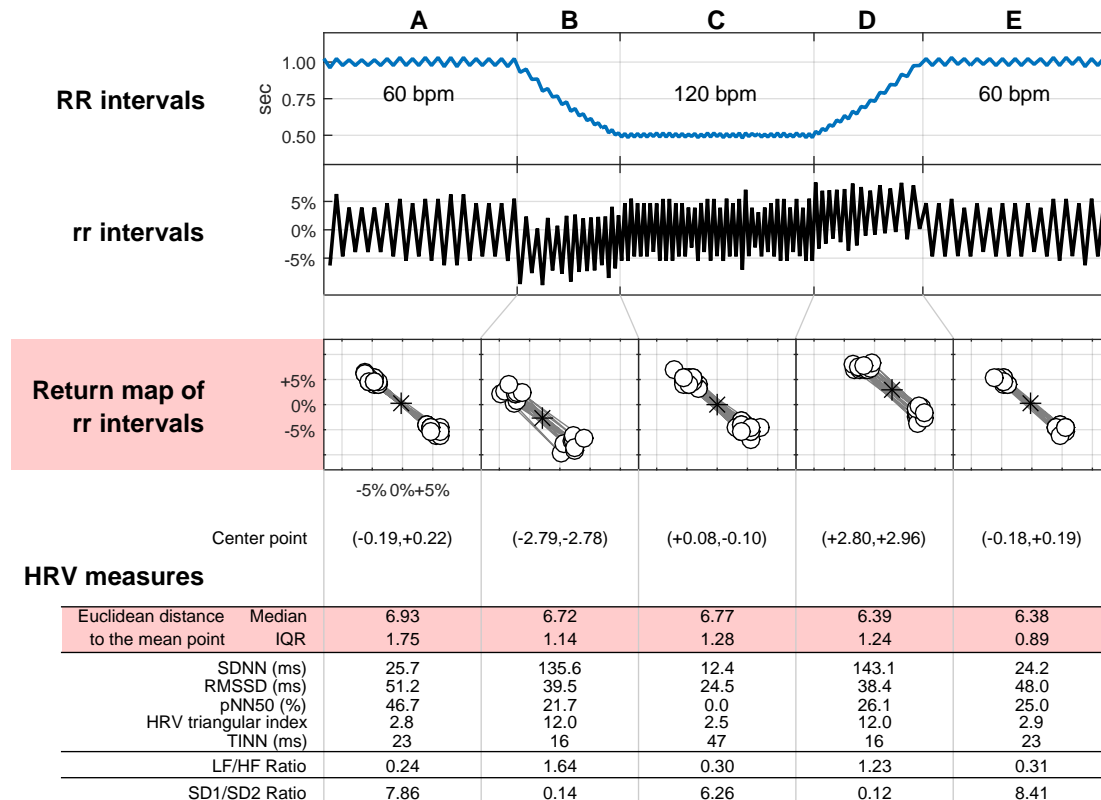 A B C D E
RR intervals
sec
1.00
0.75
0.50
60 bpm 120 bpm 60 bpm
rr intervals
5%
0%
-5%
Return map of
rr intervals
+5%
0%
-5%
-5% 0% +5%
Center point (-0.19,+0.22) (-2.79,-2.78) (+0.08,-0.10) (+2.80,+2.96) (-0.18,+0.19)
HRV measures
Euclidean distance Median 6.93 6.72 6.77 6.39 6.38
to the mean point IQR 1.75 1.14 1.28 1.24 0.89
SDNN (ms) 25.7 135.6 12.4 143.1 24.2
RMSSD (ms) 51.2 39.5 24.5 38.4 48.0
pNN50 (%) 46.7 21.7 0.0 26.1 25.0
HRV triangular index 2.8 12.0 2.5 12.0 2.9
TINN (ms) 23 16 47 16 23
LF/HF Ratio 0.24 1.64 0.30 1.23 0.31
SD1/SD2 Ratio 7.86 0.14 6.26 0.12 8.41